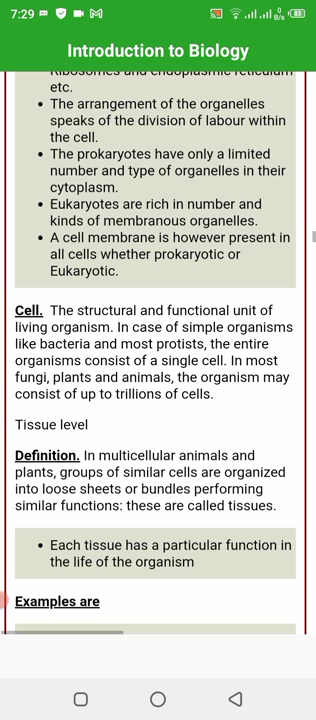 7:29
0 B/s
83
Introduction to Biology
Ribosomes and endoplasmic reticulum
etc.
• The arrangement of the organelles
speaks of the division of labour within
the cell.
• The prokaryotes have only a limited
number and type of organelles in their
cytoplasm.
• Eukaryotes are rich in number and
kinds of membranous organelles.
• A cell membrane is however present in
all cells whether prokaryotic or
Eukaryotic.
Cell. The structural and functional unit of
living organism. In case of simple organisms
like bacteria and most protists, the entire
organisms consist of a single cell. In most
fungi, plants and animals, the organism may
consist of up to trillions of cells.
Tissue level
Definition. In multicellular animals and
plants, groups of similar cells are organized
into loose sheets or bundles performing
similar functions: these are called tissues.
• Each tissue has a particular function in
the life of the organism
Examples are